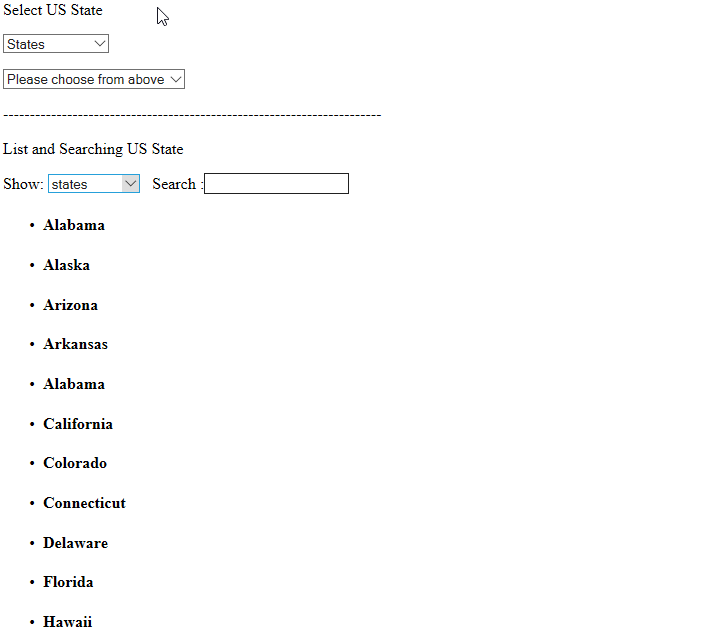 Select US State
States
Please choose from above
----------------------------------------------------------------------
List and Searching US State
Show: states Search :
• Alabama
• Alaska
• Arizona
• Arkansas
• Alabama
• California
• Colorado
• Connecticut
• Delaware
• Florida
• Hawaii